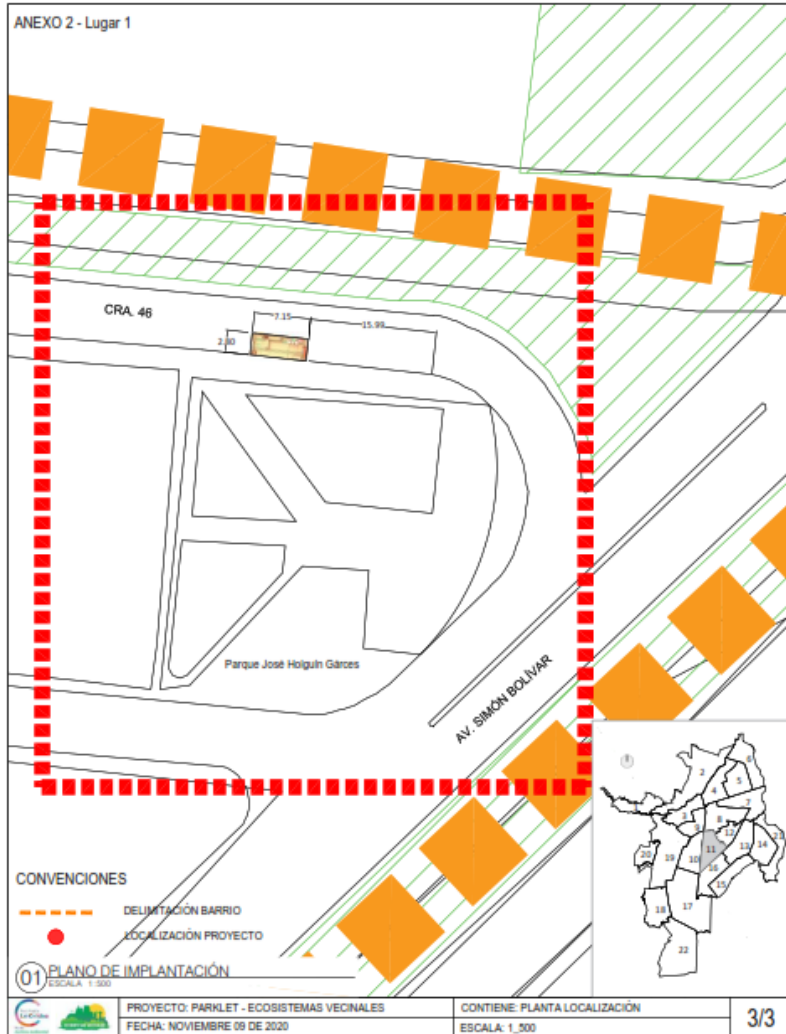 ANEXO 2 - Lugar 1
CRA. 46
7.15
15.99
Parque José Holguín Gárces
AV. SIMÓN BOLÍVAR
1
2
3
4
5
6
7
8
9
10
11
12
13
14
15
16
17
18
19
20
21
22
CONVENCIONES
DELIMITACIÓN BARRIO
LOCALIZACIÓN PROYECTO
01 PLANO DE IMPLANTACIÓN
ESCALA 1:500
PROYECTO: PARKLET - ECOSISTEMAS VECINALES
FECHA: NOVIEMBRE 09 DE 2020
CONTIENE: PLANTA LOCALIZACIÓN
ESCALA: 1_500
3/3